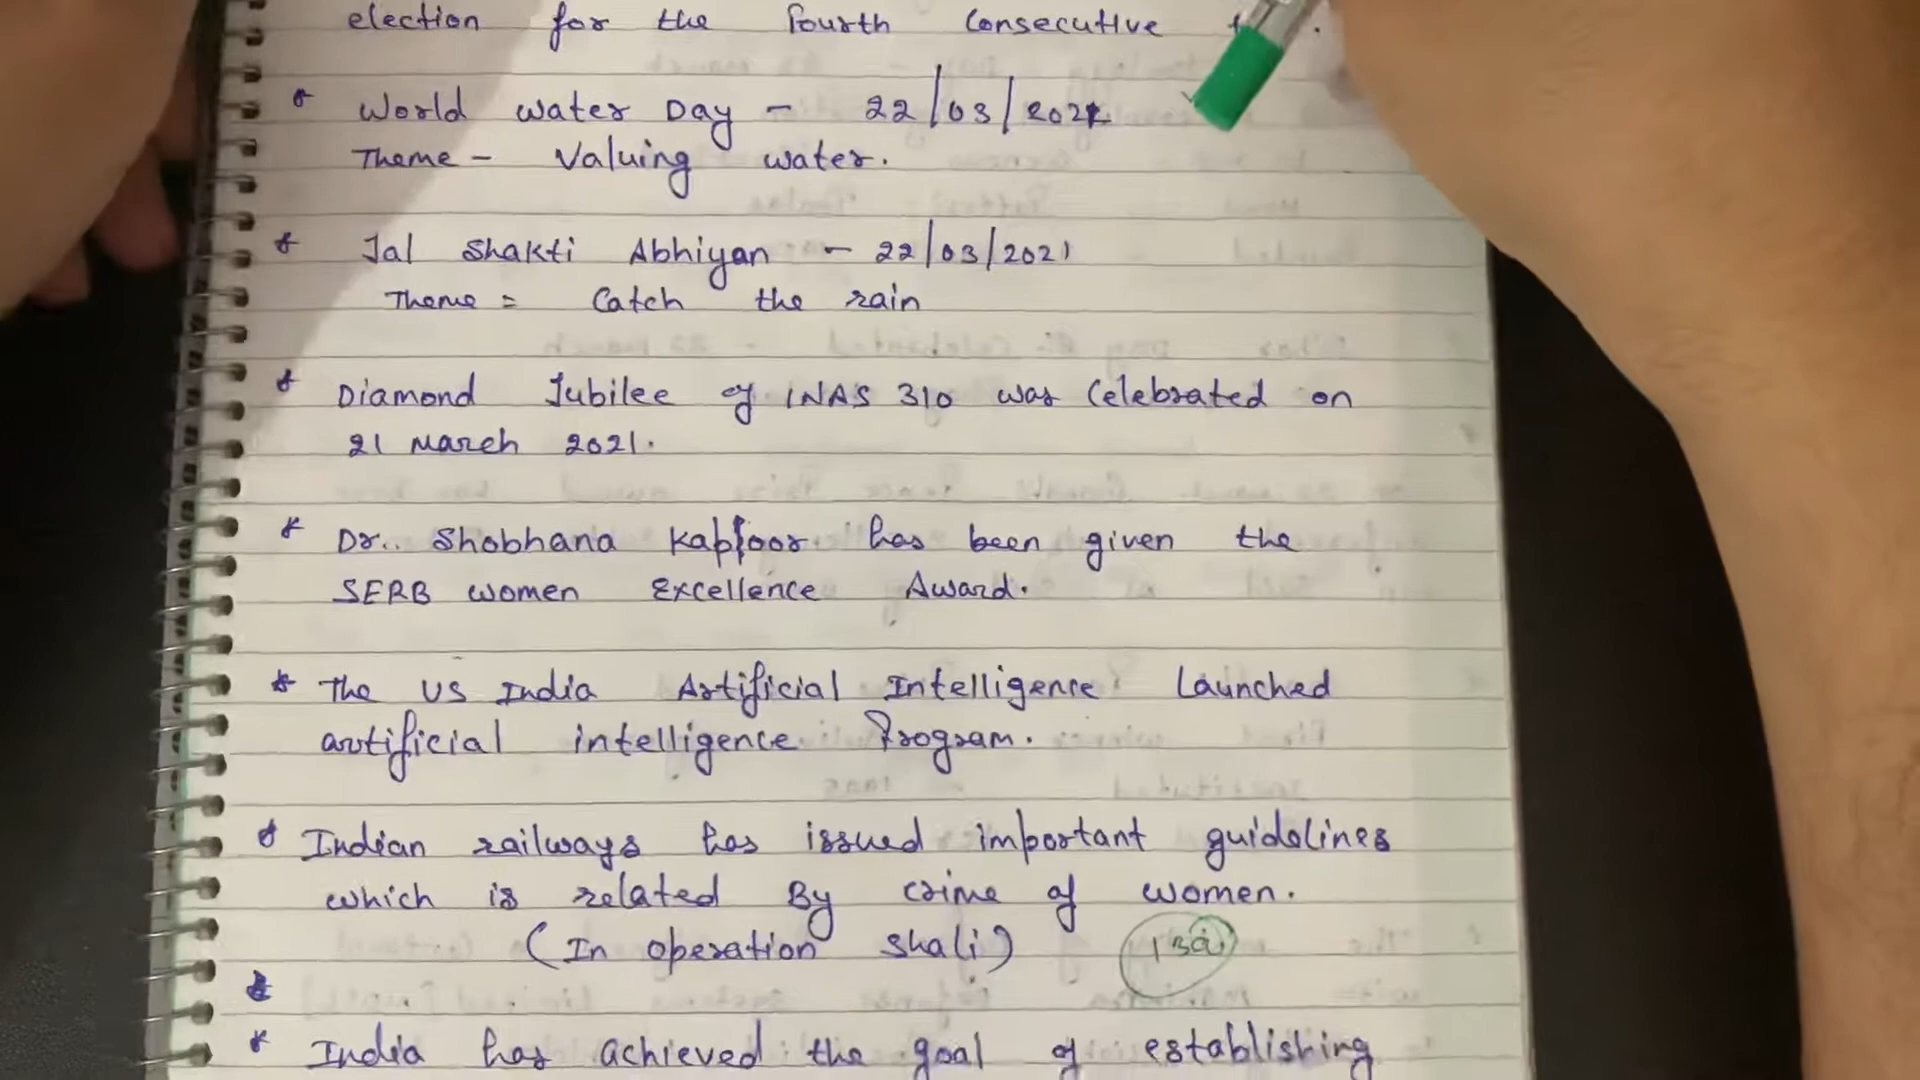 election for the fourth Consecutive
* World Water Day - 22/03/2021
Theme - Valuing water.
* Jal Shakti Abhiyan - 22/03/2021
Theme = Catch the rain
* Diamond Jubilee of INAS 310 was Celebrated on
21 March 2021.
* Dr.. Shobhana Kapoor has been given the
SERB women Excellence Award.
* The US India Artificial Intelligence Launched
artificial intelligence Program.
* Indian railways has issued important guidelines
which is related By crime of women.
(In operation Shali)
*
* India has achieved the goal of establishing